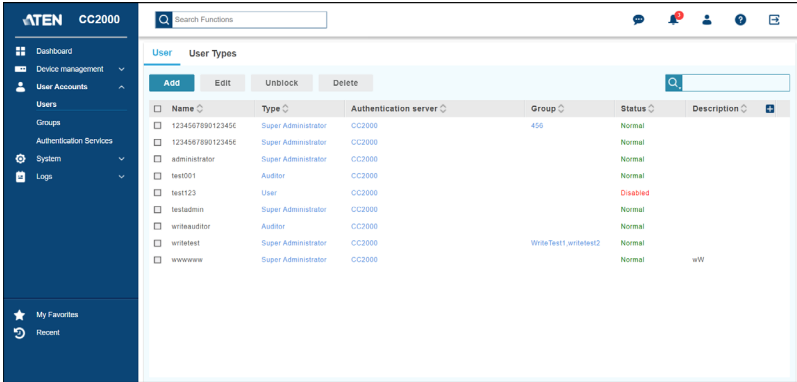 ATEN CC2000
Search Functions
3
Dashboard
Device management
User Accounts
Users
Groups
Authentication Services
System
Logs
My Favorites
Recent
User User Types
Add Edit Unblock Delete
Name Type Authentication server Group Status Description
1234567890123456 Super Administrator CC2000 456 Normal
1234567890123456 Super Administrator CC2000 Normal
administrator Super Administrator CC2000 Normal
test001 Auditor CC2000 Normal
test123 User CC2000 Disabled
testadmin Super Administrator CC2000 Normal
writeauditor Auditor CC2000 Normal
writetest Super Administrator CC2000 WriteTest1,writetest2 Normal
wwwwww Super Administrator CC2000 Normal wW